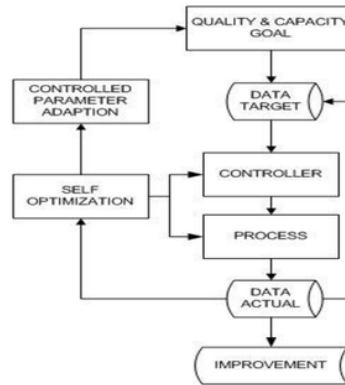 QUALITY & CAPACITY
GOAL
CONTROLLED
PARAMETER
ADAPTION
DATA
TARGET
CONTROLLER
SELF
OPTIMIZATION
PROCESS
DATA
ACTUAL
IMPROVEMENT